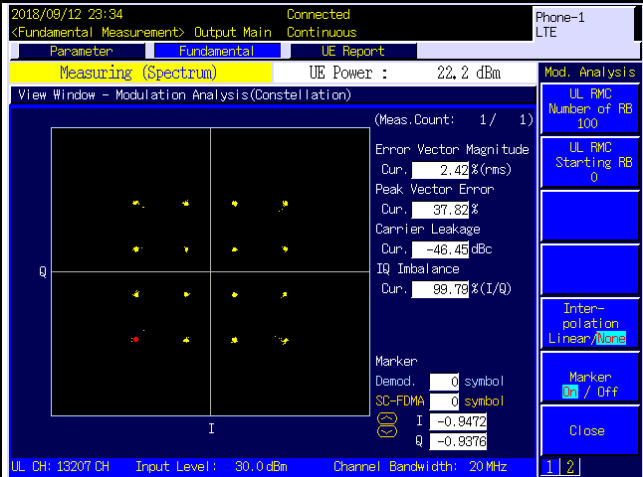 2018/09/12 23:34 Connected Phone-1
<Fundamental Measurement> Output Main Continuous LTE
Parameter Fundamental UE Report
Measuring (Spectrum) UE Power : 22.2 dBm Mod. Analysis
View Window - Modulation Analysis(Constellation)
UL RMC
Number of RB
100
(Meas.Count: 1/ 1)
UL RMC
Starting RB
0
Error Vector Magnitude
Cur. 2.42 %(rms)
Peak Vector Error
Cur. 37.82 %
Carrier Leakage
Cur. -46.45 dBc
IQ Imbalance
Cur. 99.79 %(I/Q)
Q
I
Inter-
polation
Linear/None
Marker
Demod. 0 symbol
SC-FDMA 0 symbol
I -0.9472
Q -0.9376
Marker
On / Off
Close
UL CH: 13207 CH Input Level: 30.0 dBm Channel Bandwidth: 20 MHz 1 2